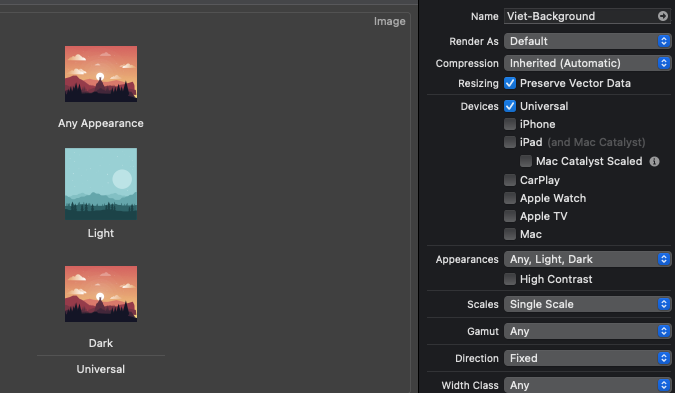 Image
Any Appearance
Light
Dark
Universal
Name Viet-Background
Render As Default
Compression Inherited (Automatic)
Resizing Preserve Vector Data
Devices Universal
iPhone
iPad (and Mac Catalyst)
Mac Catalyst Scaled
CarPlay
Apple Watch
Apple TV
Mac
Appearances Any, Light, Dark
High Contrast
Scales Single Scale
Gamut Any
Direction Fixed
Width Class Any